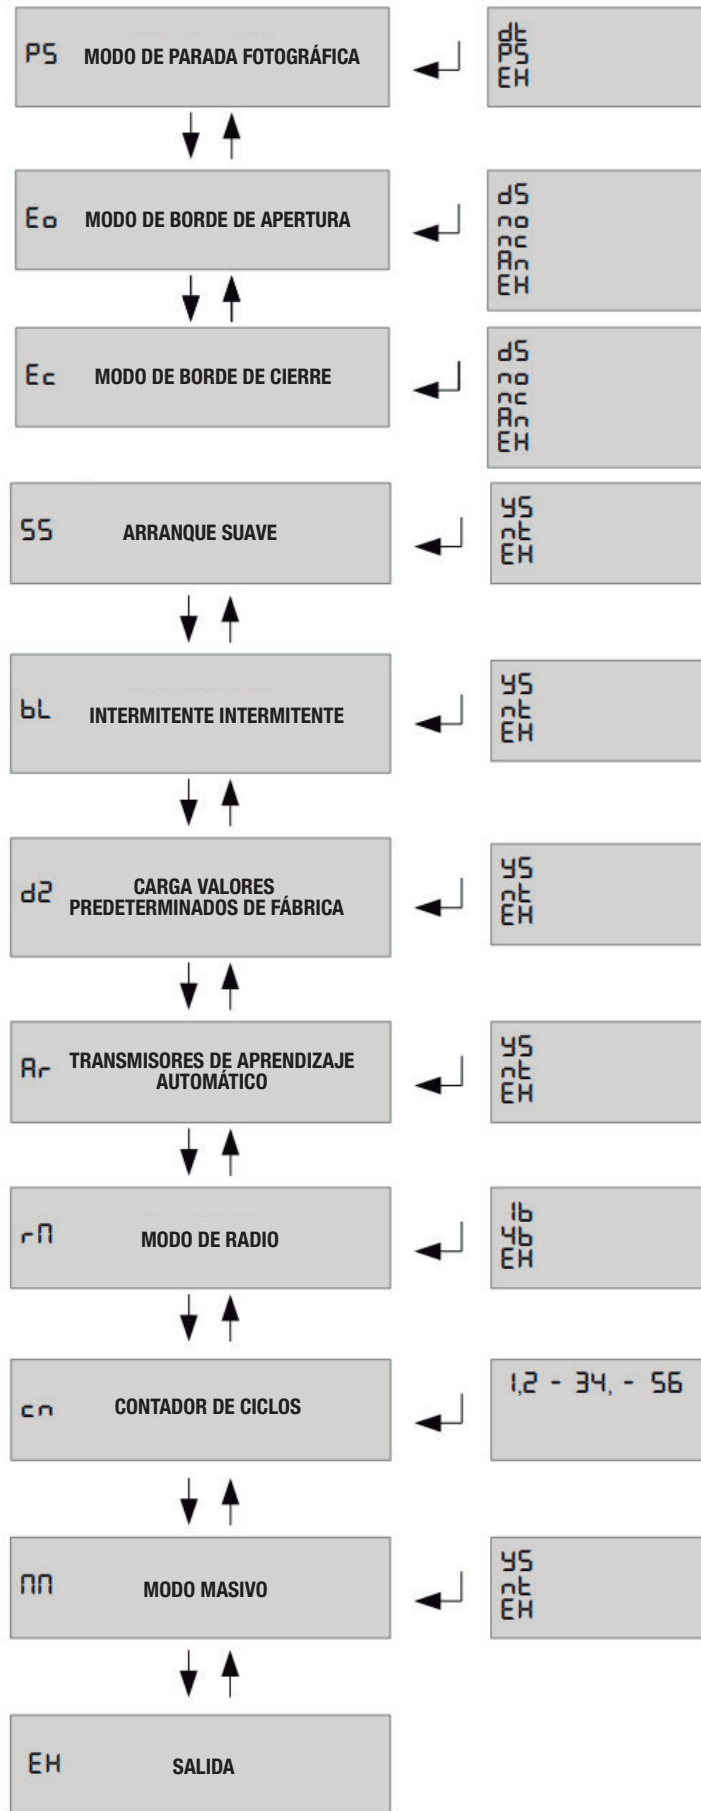 PS MODO DE PARADA FOTOGRÁFICA
dt
PS
EH
Eo MODO DE BORDE DE APERTURA
dS
no
nc
An
EH
Ec MODO DE BORDE DE CIERRE
dS
no
nc
An
EH
SS ARRANQUE SUAVE
YS
nt
EH
bL INTERMITENTE INTERMITENTE
YS
nt
EH
d2 CARGA VALORES
PREDETERMINADOS DE FÁBRICA
YS
nt
EH
Ar TRANSMISORES DE APRENDIZAJE
AUTOMÁTICO
YS
nt
EH
rM MODO DE RADIO
1b
4b
EH
cn CONTADOR DE CICLOS
1,2 - 34, - 56
MM MODO MASIVO
YS
nt
EH
EH SALIDA